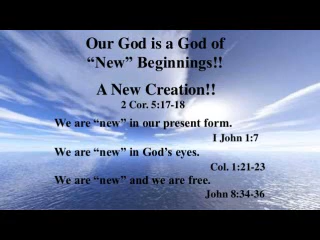 Our God is a God of
“New” Beginnings!!
A New Creation!!
2 Cor. 5:17-18
We are “new” in our present form.
I John 1:7
We are “new” in God’s eyes.
Col. 1:21-23
We are “new” and we are free.
John 8:34-36